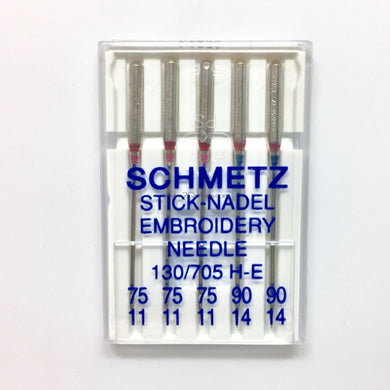 SCHMETZ
STICK-NADEL
EMBROIDERY
NEEDLE
130/705 H-E
75 75 75 90 90
11 11 11 14 14